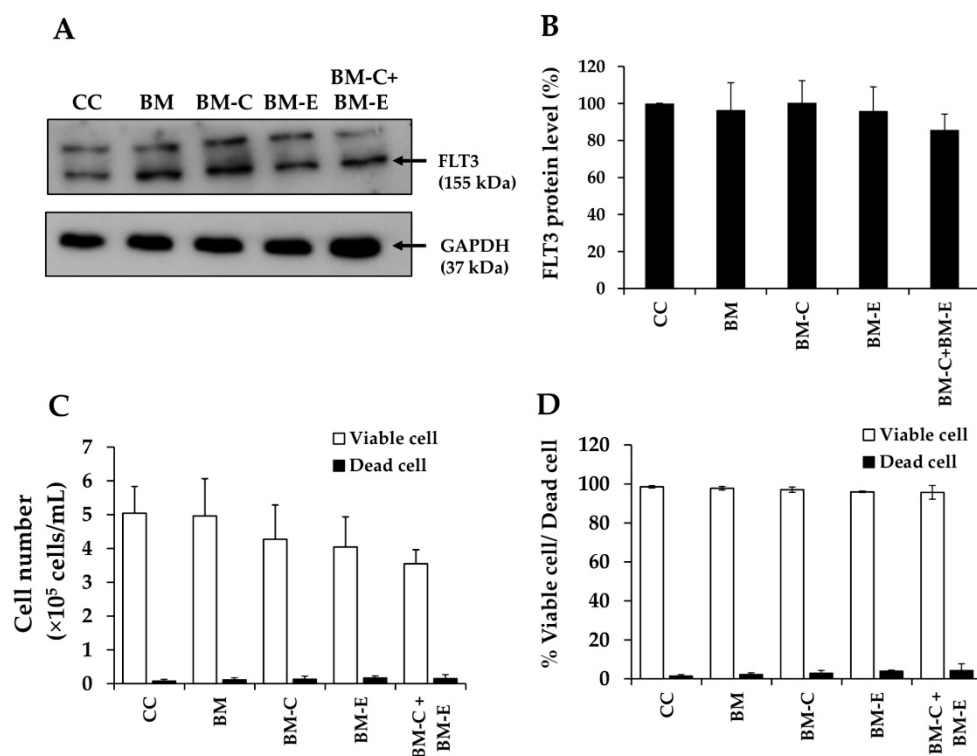 A
BM-C+
CC BM BM-C BM-E BM-E
FLT3
(155 kDa)
GAPDH
(37 kDa)
B
FLT3 protein level (%)
120
100
80
60
40
20
0
CC
BM
BM-C
BM-E
BM-C+BM-E
C
Viable cell
Dead cell
Cell number
(×10⁵ cells/mL)
7
6
5
4
3
2
1
0
CC
BM
BM-C
BM-E
BM-C +
BM-E
D
Viable cell
Dead cell
% Viable cell/ Dead cell
120
100
80
60
40
20
0
CC
BM
BM-C
BM-E
BM-C +
BM-E